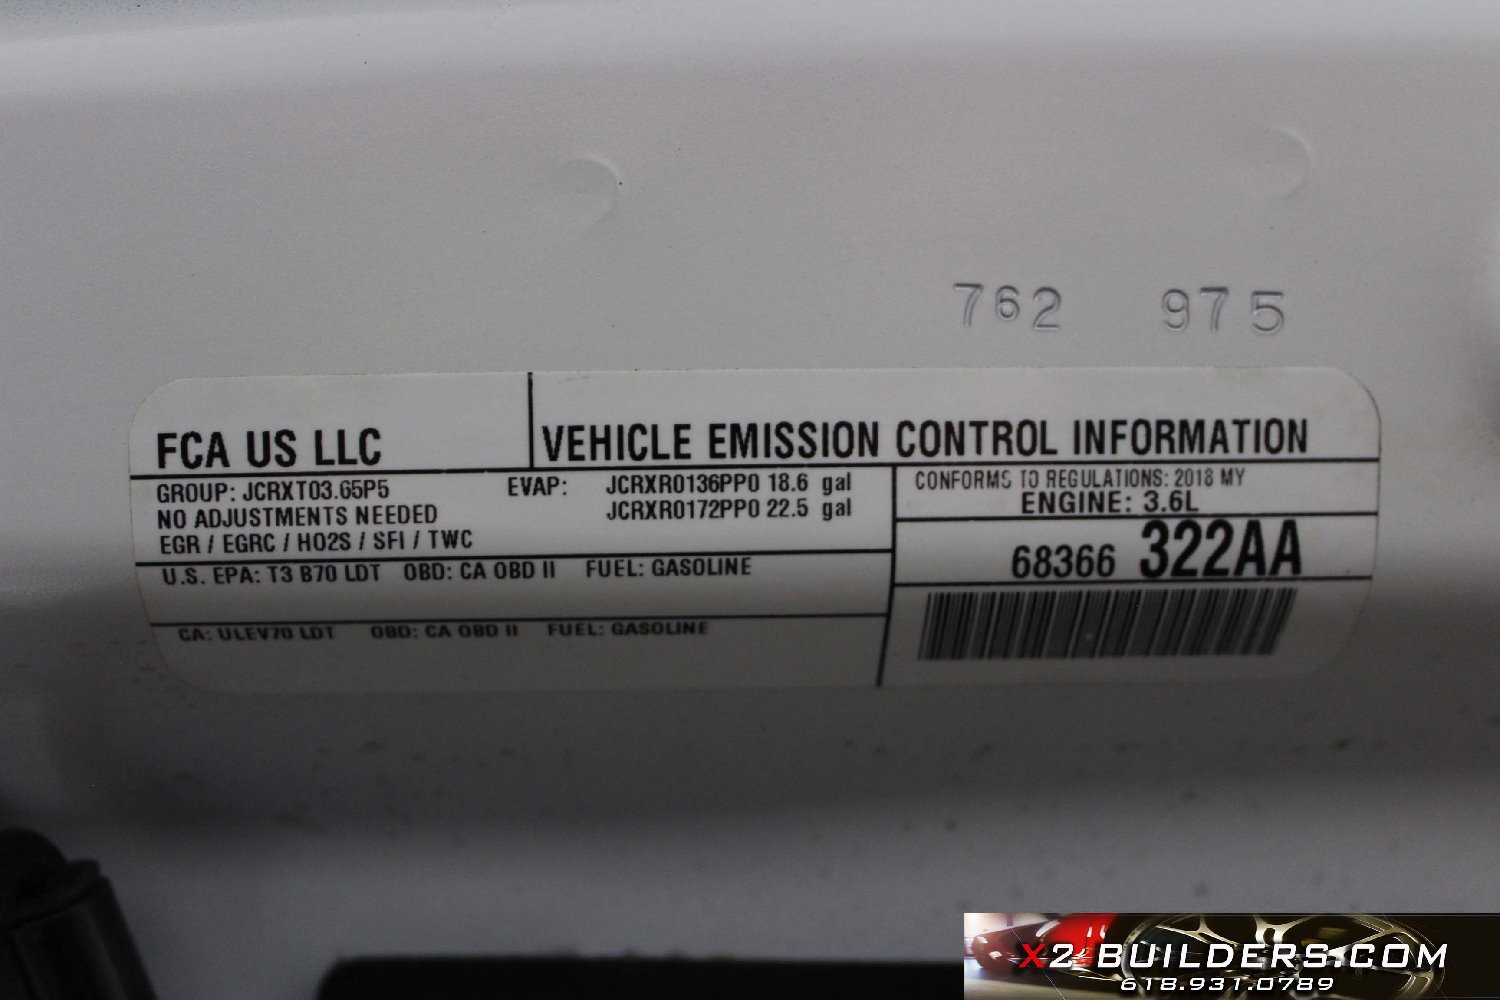 762 975
FCA US LLC
VEHICLE EMISSION CONTROL INFORMATION
GROUP: JCRXT03.65P5
NO ADJUSTMENTS NEEDED
EGR / EGRC / HO2S / SFI / TWC
EVAP: JCRXR0136PP0 18.6 gal
JCRXR0172PP0 22.5 gal
CONFORMS TO REGULATIONS: 2018 MY
ENGINE: 3.6L
68366 322AA
U.S. EPA: T3 B70 LDT OBD: CA OBD II FUEL: GASOLINE
CA: ULEV70 LDT OBD: CA OBD II FUEL: GASOLINE
X2-BUILDERS.COM
618.931.0789